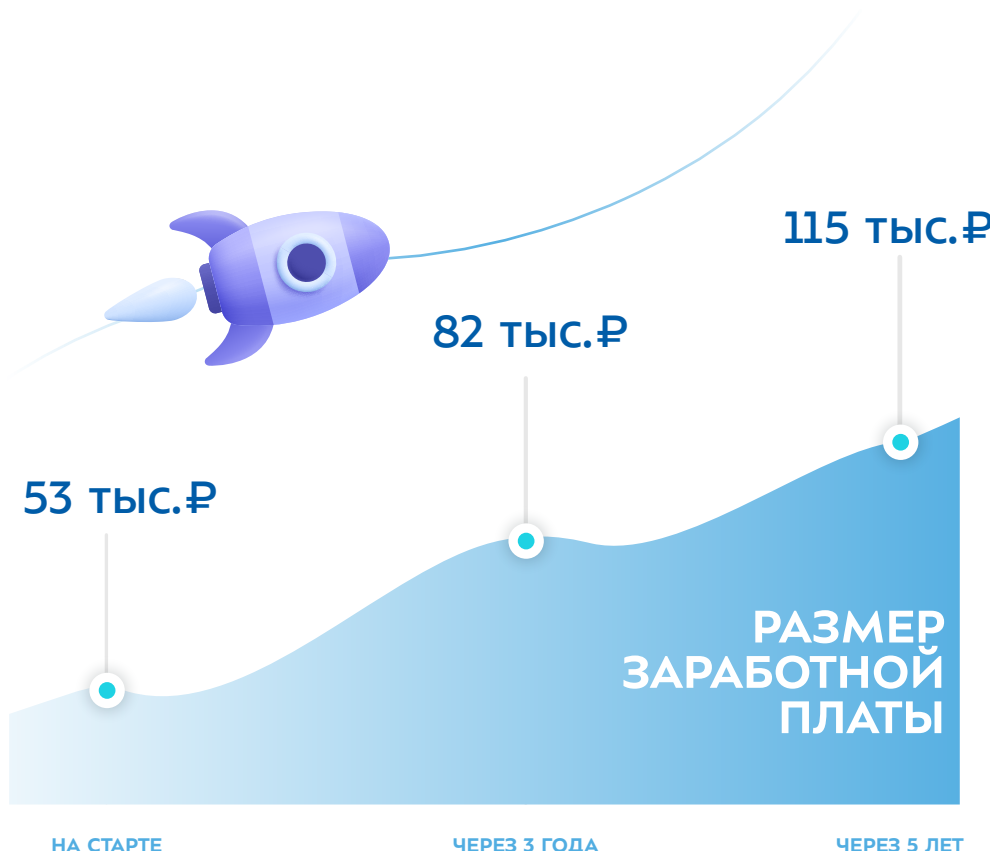 115 тыс.₽
82 тыс.₽
53 тыс.₽
РАЗМЕР
ЗАРАБОТНОЙ
ПЛАТЫ
НА СТАРТЕ
ЧЕРЕЗ 3 ГОДА
ЧЕРЕЗ 5 ЛЕТ